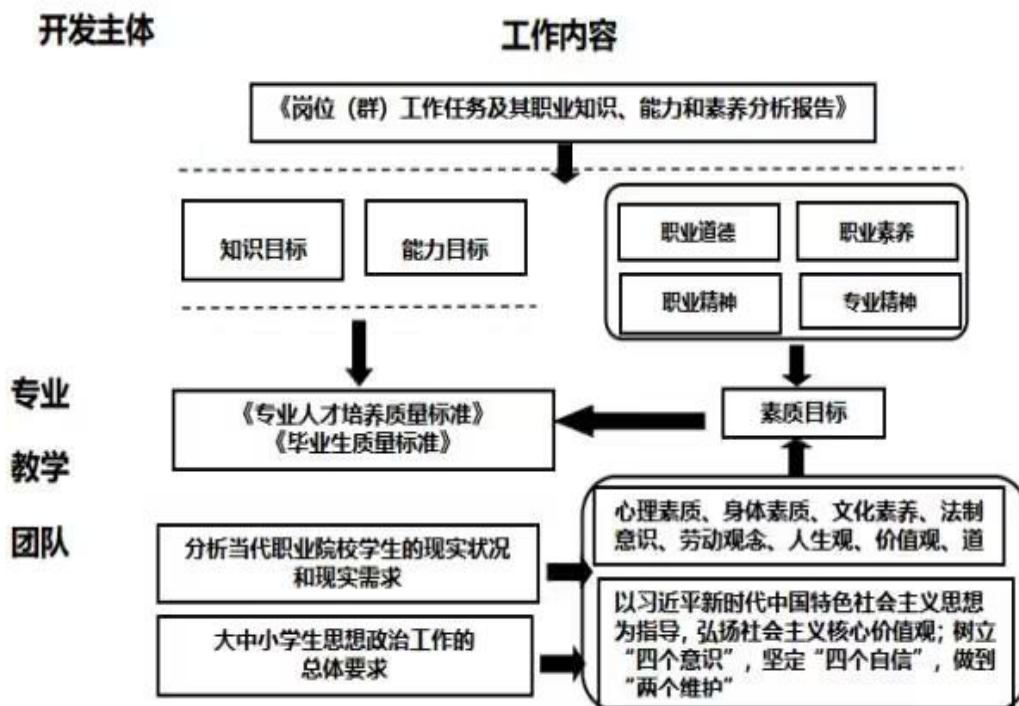 开发主体
工作内容
《岗位（群）工作任务及其职业知识、能力和素养分析报告》
知识目标
能力目标
职业道德
职业素养
职业精神
专业精神
专业
教学
团队
《专业人才培养质量标准》
《毕业生质量标准》
素质目标
分析当代职业院校学生的现实状况
和现实需求
大中小学生思想政治工作的
总体要求
心理素质、身体素质、文化素养、法制
意识、劳动观念、人生观、价值观、道
以习近平新时代中国特色社会主义思想
为指导，弘扬社会主义核心价值观；树立
“四个意识”，坚定“四个自信”，做到
“两个维护”